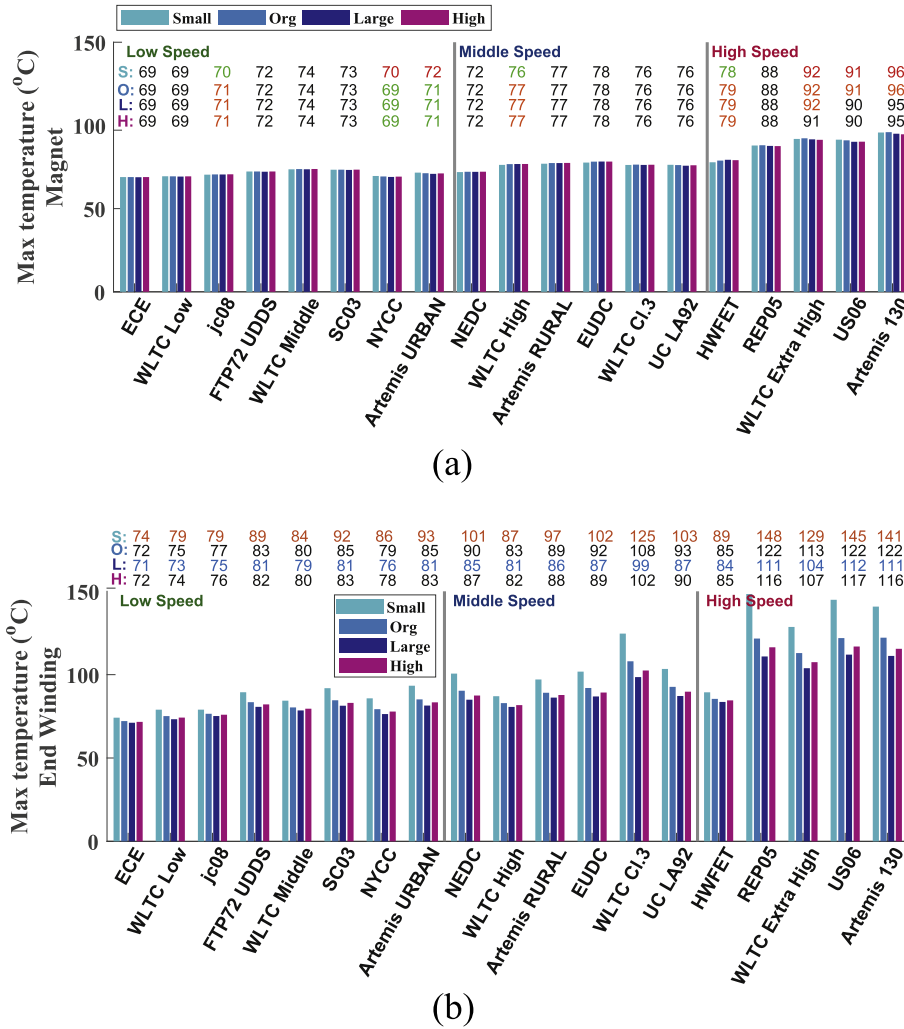 Small Org Large High
150
Low Speed Middle Speed High Speed
S: 69 69 70 72 74 73 70 72 72 76 77 78 76 76 78 88 92 91 96
O: 69 69 71 72 74 73 69 71 72 77 77 78 76 76 79 88 92 91 96
L: 69 69 71 72 74 73 69 71 72 77 77 78 76 76 79 88 92 90 95
H: 69 69 71 72 74 73 69 71 72 77 77 78 76 76 79 88 91 90 95
100
50
0
Max temperature (°C)
Magnet
ECE WLTC Low jc08 FTP72 UDDS WLTC Middle SC03 NYCC Artemis URBAN NEDC WLTC High Artemis RURAL EUDC WLTC Cl.3 UC LA92 HWFET REP05 WLTC Extra High US06 Artemis 130
(a)
S: 74 79 79 89 84 92 86 93 101 87 97 102 125 103 89 148 129 145 141
O: 72 75 77 83 80 85 79 85 90 83 89 92 108 93 85 122 113 122 122
L: 71 73 75 81 79 81 76 81 85 81 86 87 99 87 84 111 104 112 111
H: 72 74 76 82 80 83 78 83 87 82 88 89 102 90 85 116 107 117 116
150
Low Speed Middle Speed High Speed
Small
Org
Large
High
100
50
0
Max temperature (°C)
End Winding
ECE WLTC Low jc08 FTP72 UDDS WLTC Middle SC03 NYCC Artemis URBAN NEDC WLTC High Artemis RURAL EUDC WLTC Cl.3 UC LA92 HWFET REP05 WLTC Extra High US06 Artemis 130
(b)